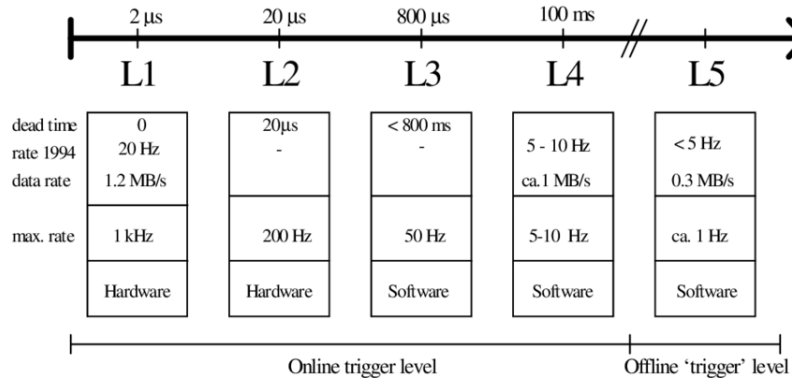 2 µs 20 µs 800 µs 100 ms
L1 L2 L3 L4 L5
dead time 0 20µs < 800 ms
rate 1994 20 Hz - - 5 - 10 Hz < 5 Hz
data rate 1.2 MB/s ca.1 MB/s 0.3 MB/s
max. rate 1 kHz 200 Hz 50 Hz 5-10 Hz ca. 1 Hz
Hardware Hardware Software Software Software
Online trigger level Offline ‘trigger’ level